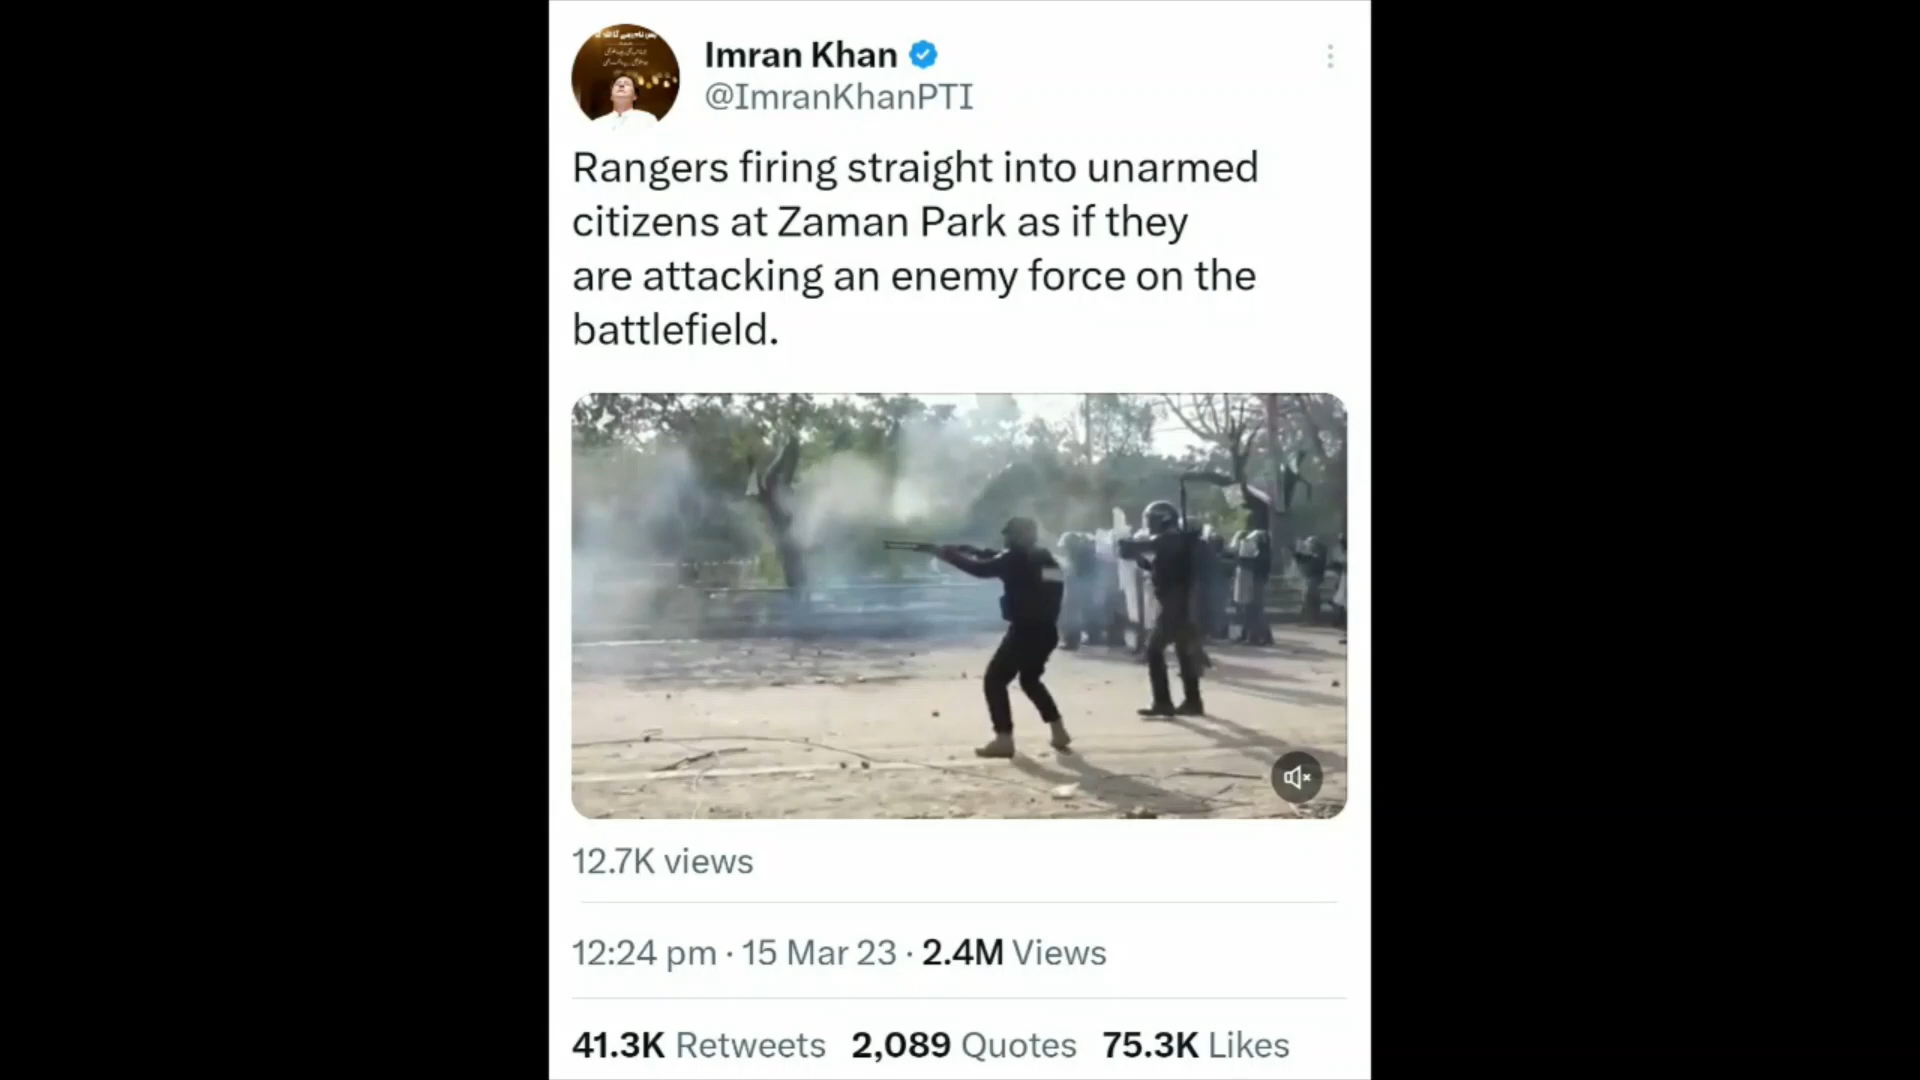 Imran Khan
@ImranKhanPTI
Rangers firing straight into unarmed
citizens at Zaman Park as if they
are attacking an enemy force on the
battlefield.
12.7K views
12:24 pm · 15 Mar 23 · 2.4M Views
41.3K Retweets 2,089 Quotes 75.3K Likes